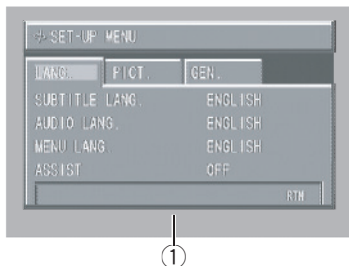 SET-UP MENU
LANG. PICT. GEN.
SUBTITLE LANG. ENGLISH
AUDIO LANG. ENGLISH
MENU LANG. ENGLISH
ASSIST OFF
RTN
1